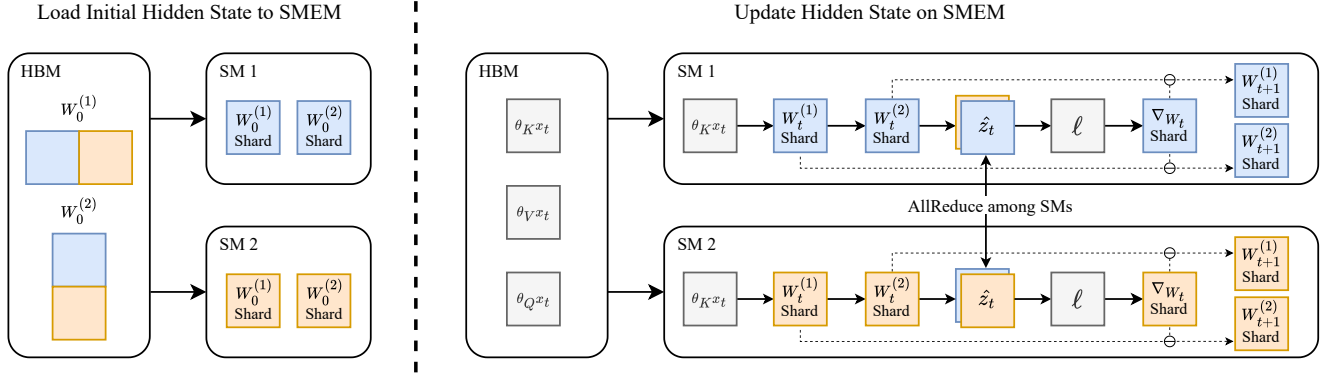 Load Initial Hidden State to SMEM
HBM
W_0^{(1)}
W_0^{(2)}
SM 1
W_0^{(1)}
Shard
W_0^{(2)}
Shard
SM 2
W_0^{(1)}
Shard
W_0^{(2)}
Shard
Update Hidden State on SMEM
HBM
θ_K x_t
θ_V x_t
θ_Q x_t
SM 1
θ_K x_t
W_t^{(1)}
Shard
W_t^{(2)}
Shard
ẑ_t
ℓ
∇_{W_t}
Shard
W_{t+1}^{(1)}
Shard
W_{t+1}^{(2)}
Shard
AllReduce among SMs
SM 2
θ_K x_t
W_t^{(1)}
Shard
W_t^{(2)}
Shard
ẑ_t
ℓ
∇_{W_t}
Shard
W_{t+1}^{(1)}
Shard
W_{t+1}^{(2)}
Shard